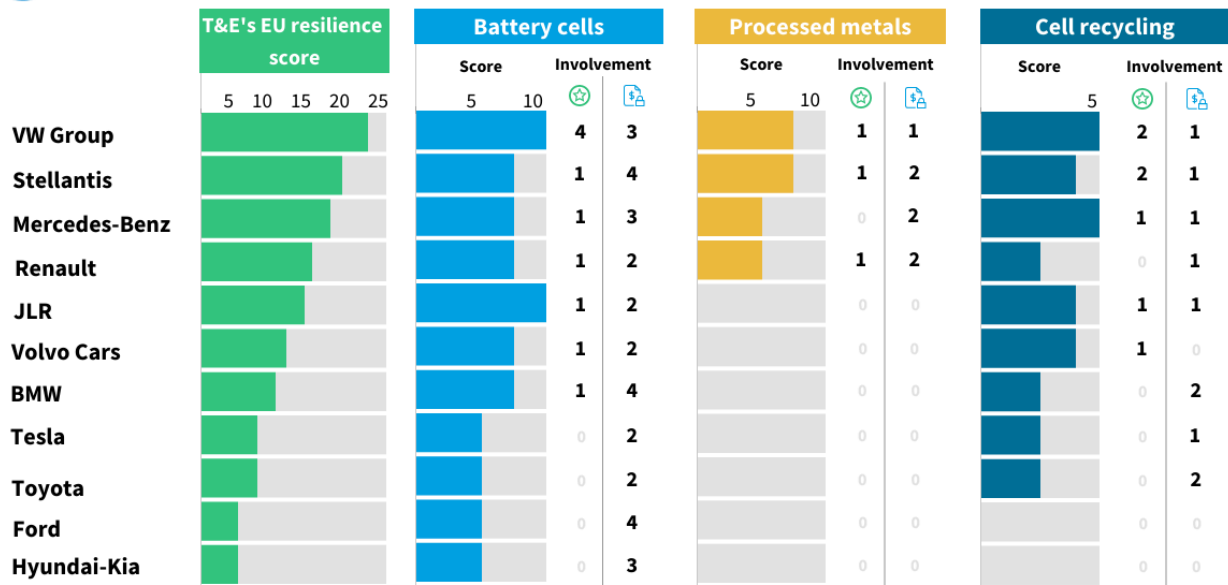 T&E's EU resilience
score
Battery cells
Processed metals
Cell recycling
Score Involvement
Score Involvement
Score Involvement
5 10 15 20 25
5 10
5 10
5
VW Group 4 3 1 1 2 1
Stellantis 1 4 1 2 2 1
Mercedes-Benz 1 3 0 2 1 1
Renault 1 2 1 2 0 1
JLR 1 2 0 0 1 1
Volvo Cars 1 2 0 0 1 0
BMW 1 4 0 0 0 2
Tesla 0 2 0 0 0 1
Toyota 0 2 0 0 0 2
Ford 0 4 0 0 0 0
Hyundai-Kia 0 3 0 0 0 0